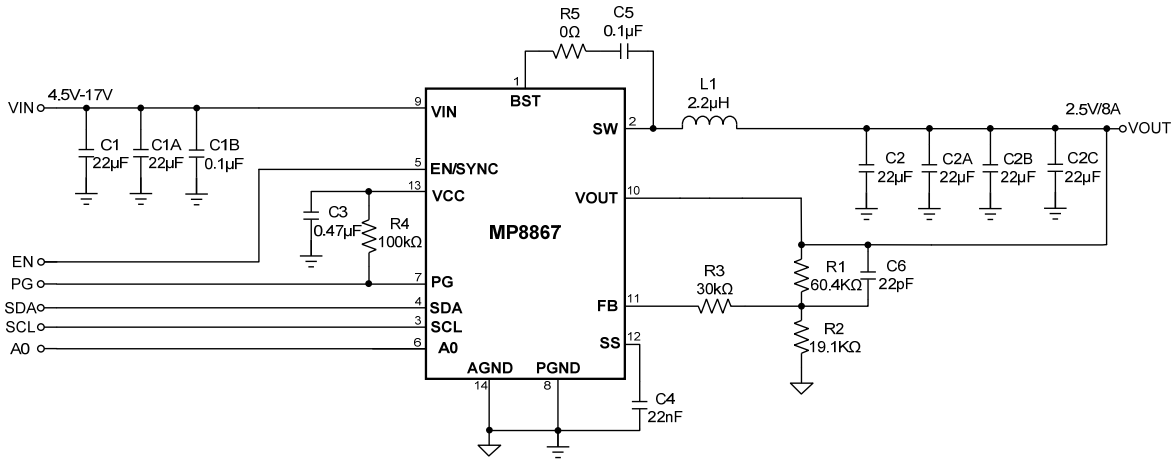 R5
0Ω
C5
0.1µF
1
BST
4.5V-17V
VIN
9
VIN
C1
22µF
C1A
22µF
C1B
0.1µF
SW
2
L1
2.2µH
2.5V/8A
VOUT
C2
22µF
C2A
22µF
C2B
22µF
C2C
22µF
5
EN/SYNC
13
VCC
VOUT
10
C3
0.47µF
R4
100kΩ
MP8867
EN
PG
7
PG
SDA
4
SDA
SCL
3
SCL
A0
6
A0
R3
30kΩ
R1
60.4KΩ
C6
22pF
FB
11
R2
19.1KΩ
SS
12
AGND
14
PGND
8
C4
22nF